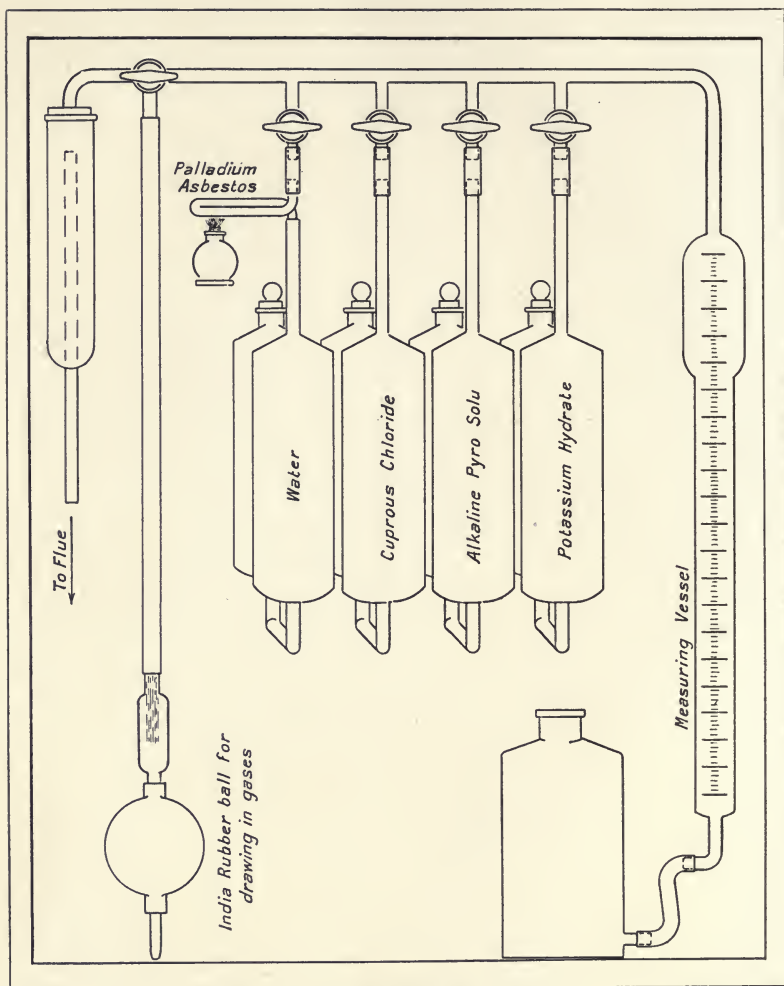 Palladium
Asbestos
To Flue
Water
Cuprous Chloride
Alkaline Pyro Solu
Potassium Hydrate
Measuring Vessel
India Rubber ball for
drawing in gases